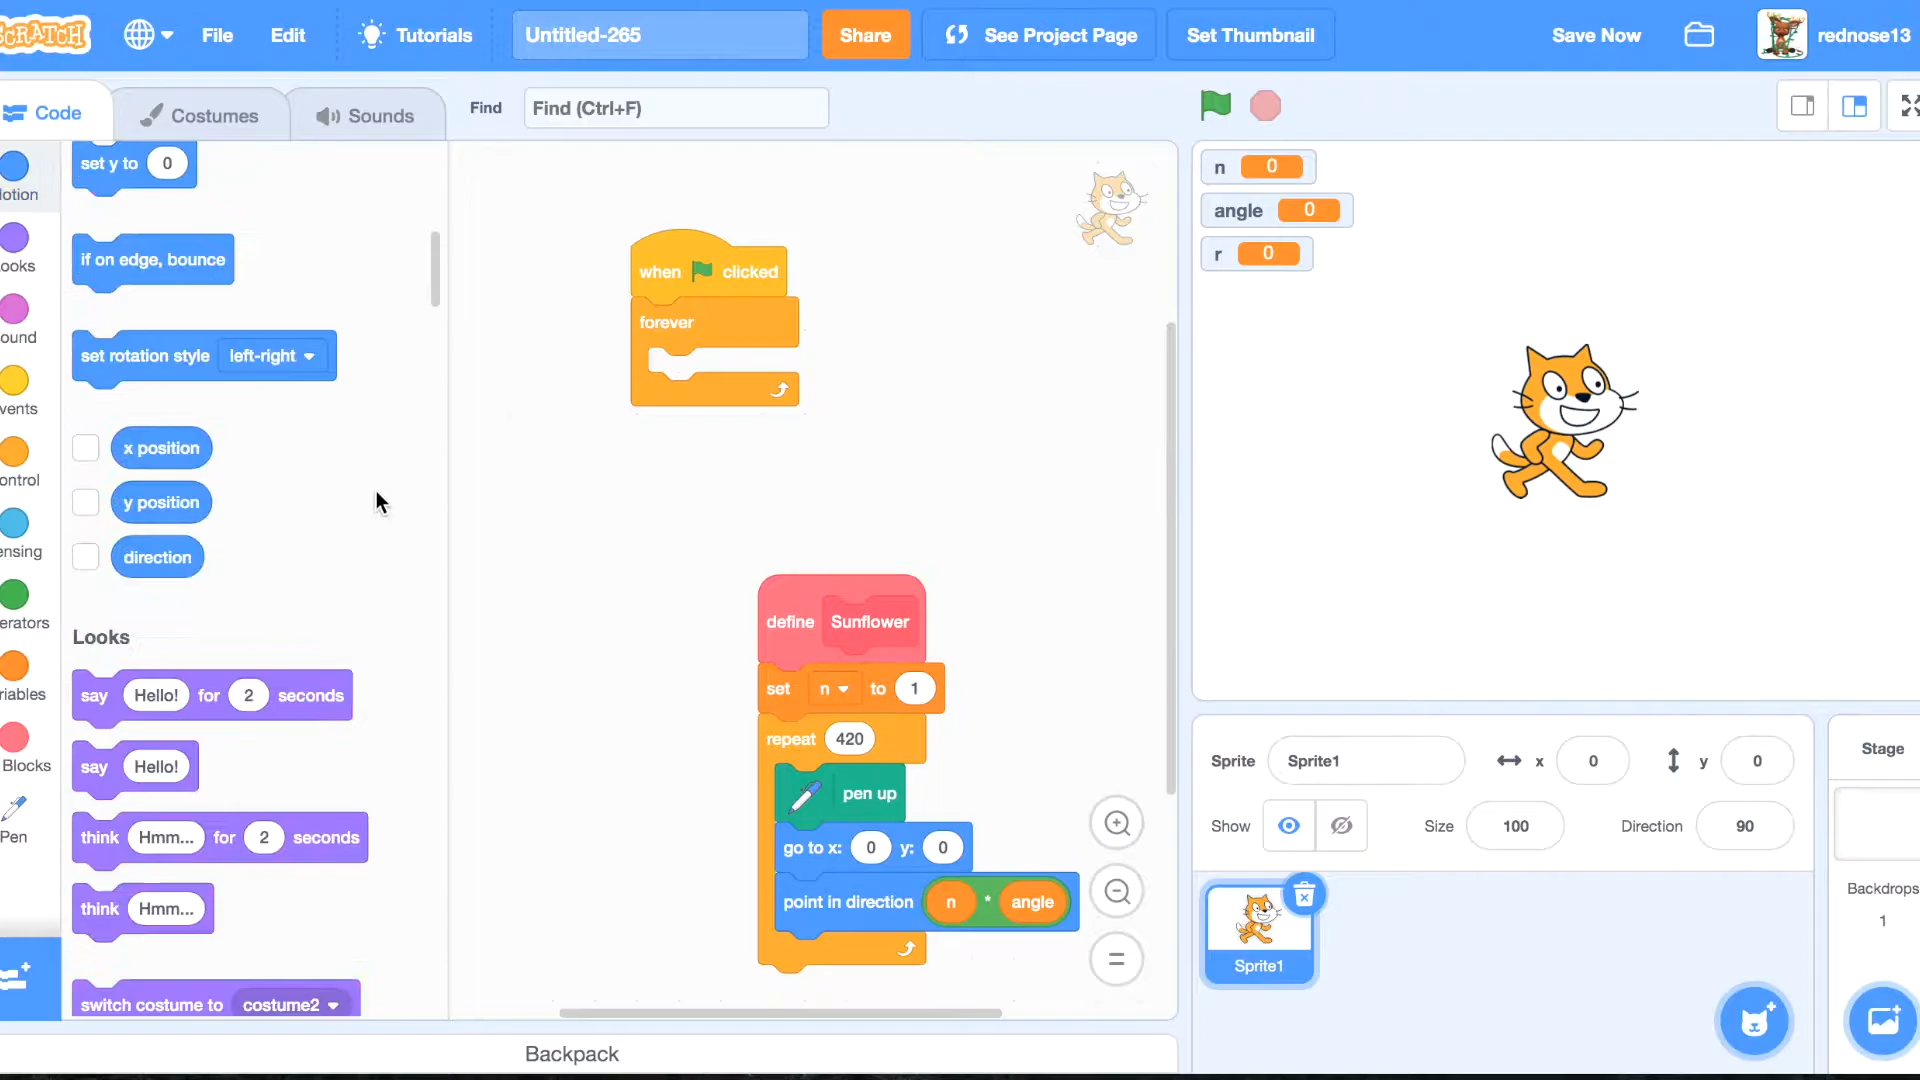 SCRATCH File Edit Tutorials Untitled-265 Share See Project Page Set Thumbnail Save Now rednose13
Code Costumes Sounds Find Find (Ctrl+F)
otion
ooks
ound
vents
ontrol
ensing
erators
riables
Blocks
Pen
set y to 0
if on edge, bounce
set rotation style left-right
x position
y position
direction
Looks
say Hello! for 2 seconds
say Hello!
think Hmm... for 2 seconds
think Hmm...
switch costume to costume2
when clicked
forever
define Sunflower
set n to 1
repeat 420
pen up
go to x: 0 y: 0
point in direction n * angle
Backpack
n 0
angle 0
r 0
Sprite Sprite1 x 0 y 0
Show Size 100 Direction 90
Sprite1
Stage
Backdrops
1